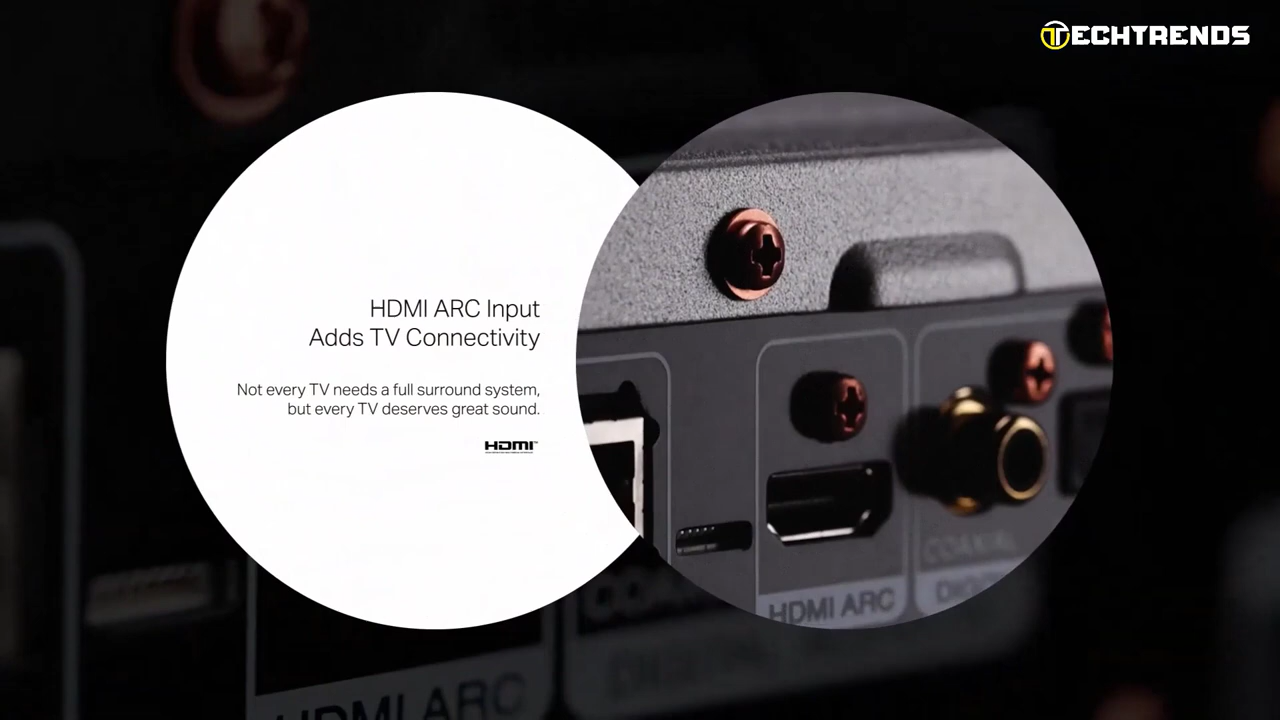 TECHTRENDS
HDMI ARC Input
Adds TV Connectivity
Not every TV needs a full surround system,
but every TV deserves great sound.
HDMI™
COAXIAL
HDMI ARC
HDMI ARC